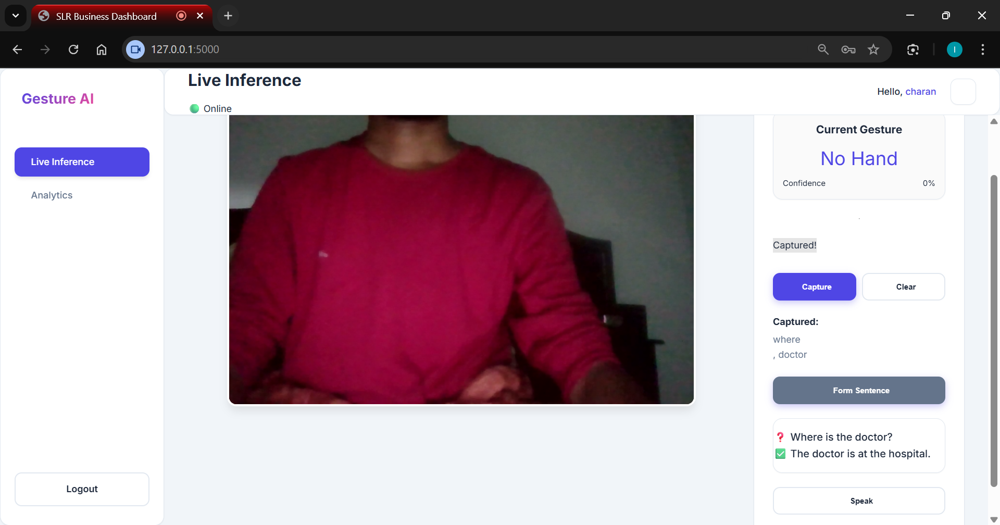 SLR Business Dashboard
127.0.0.1:5000
I
Gesture AI
Live Inference
Analytics
Logout
Live Inference
Online
Hello, charan
Current Gesture
No Hand
Confidence 0%
Captured!
Capture Clear
Captured:
where
, doctor
Form Sentence
❓ Where is the doctor?
✅ The doctor is at the hospital.
Speak